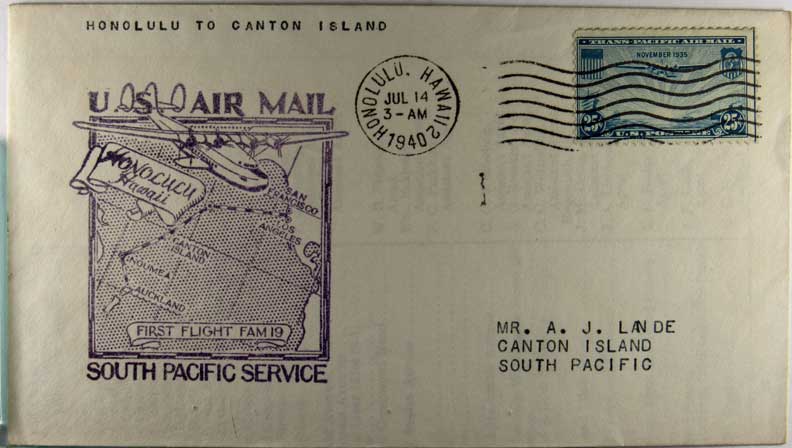 HONOLULU TO CANTON ISLAND
U S AIR MAIL
HONOLULU
Hawaii
SAN
FRANCISCO
LOS
ANGELES
CANTON
ISLAND
NOUMEA
AUCKLAND
FIRST FLIGHT FAM 19
SOUTH PACIFIC SERVICE
HONOLULU, HAWAII 2
JUL 14
3-AM
1940
TRANS-PACIFIC AIR MAIL
NOVEMBER 1935
25¢ U.S. POSTAGE 25¢
MR. A. J. LANDE
CANTON ISLAND
SOUTH PACIFIC